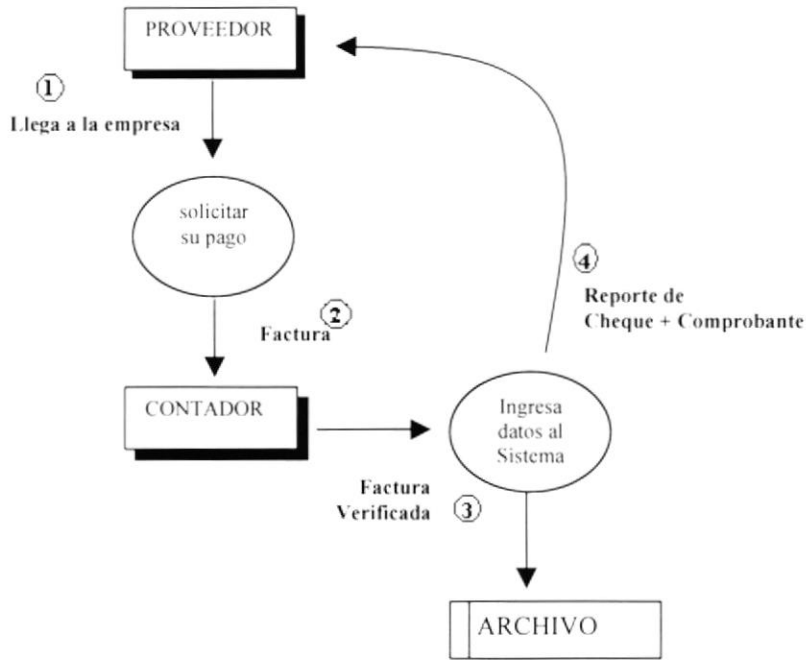 PROVEEDOR
1
Llega a la empresa
solicitar
su pago
2
Factura
CONTADOR
Factura
Verificada
3
Ingresa
datos al
Sistema
4
Reporte de
Cheque + Comprobante
ARCHIVO